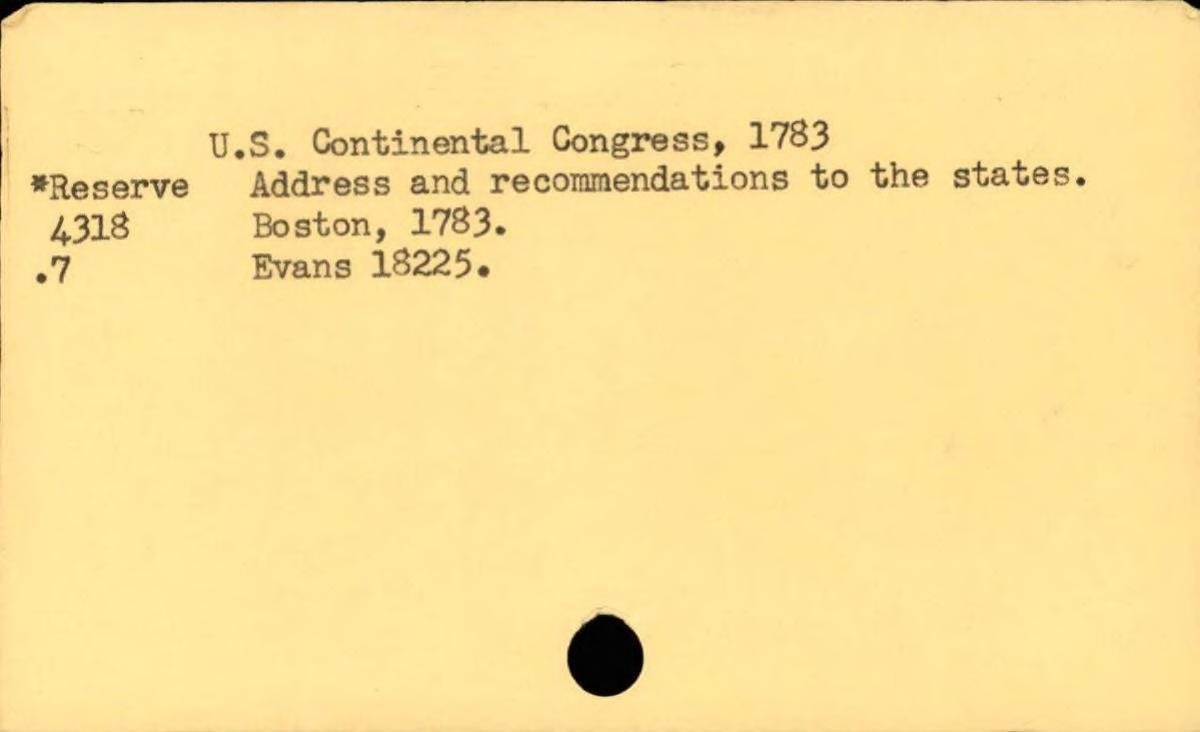 U.S. Continental Congress, 1783
*Reserve Address and recommendations to the states.
4318 Boston, 1783.
.7 Evans 18225.